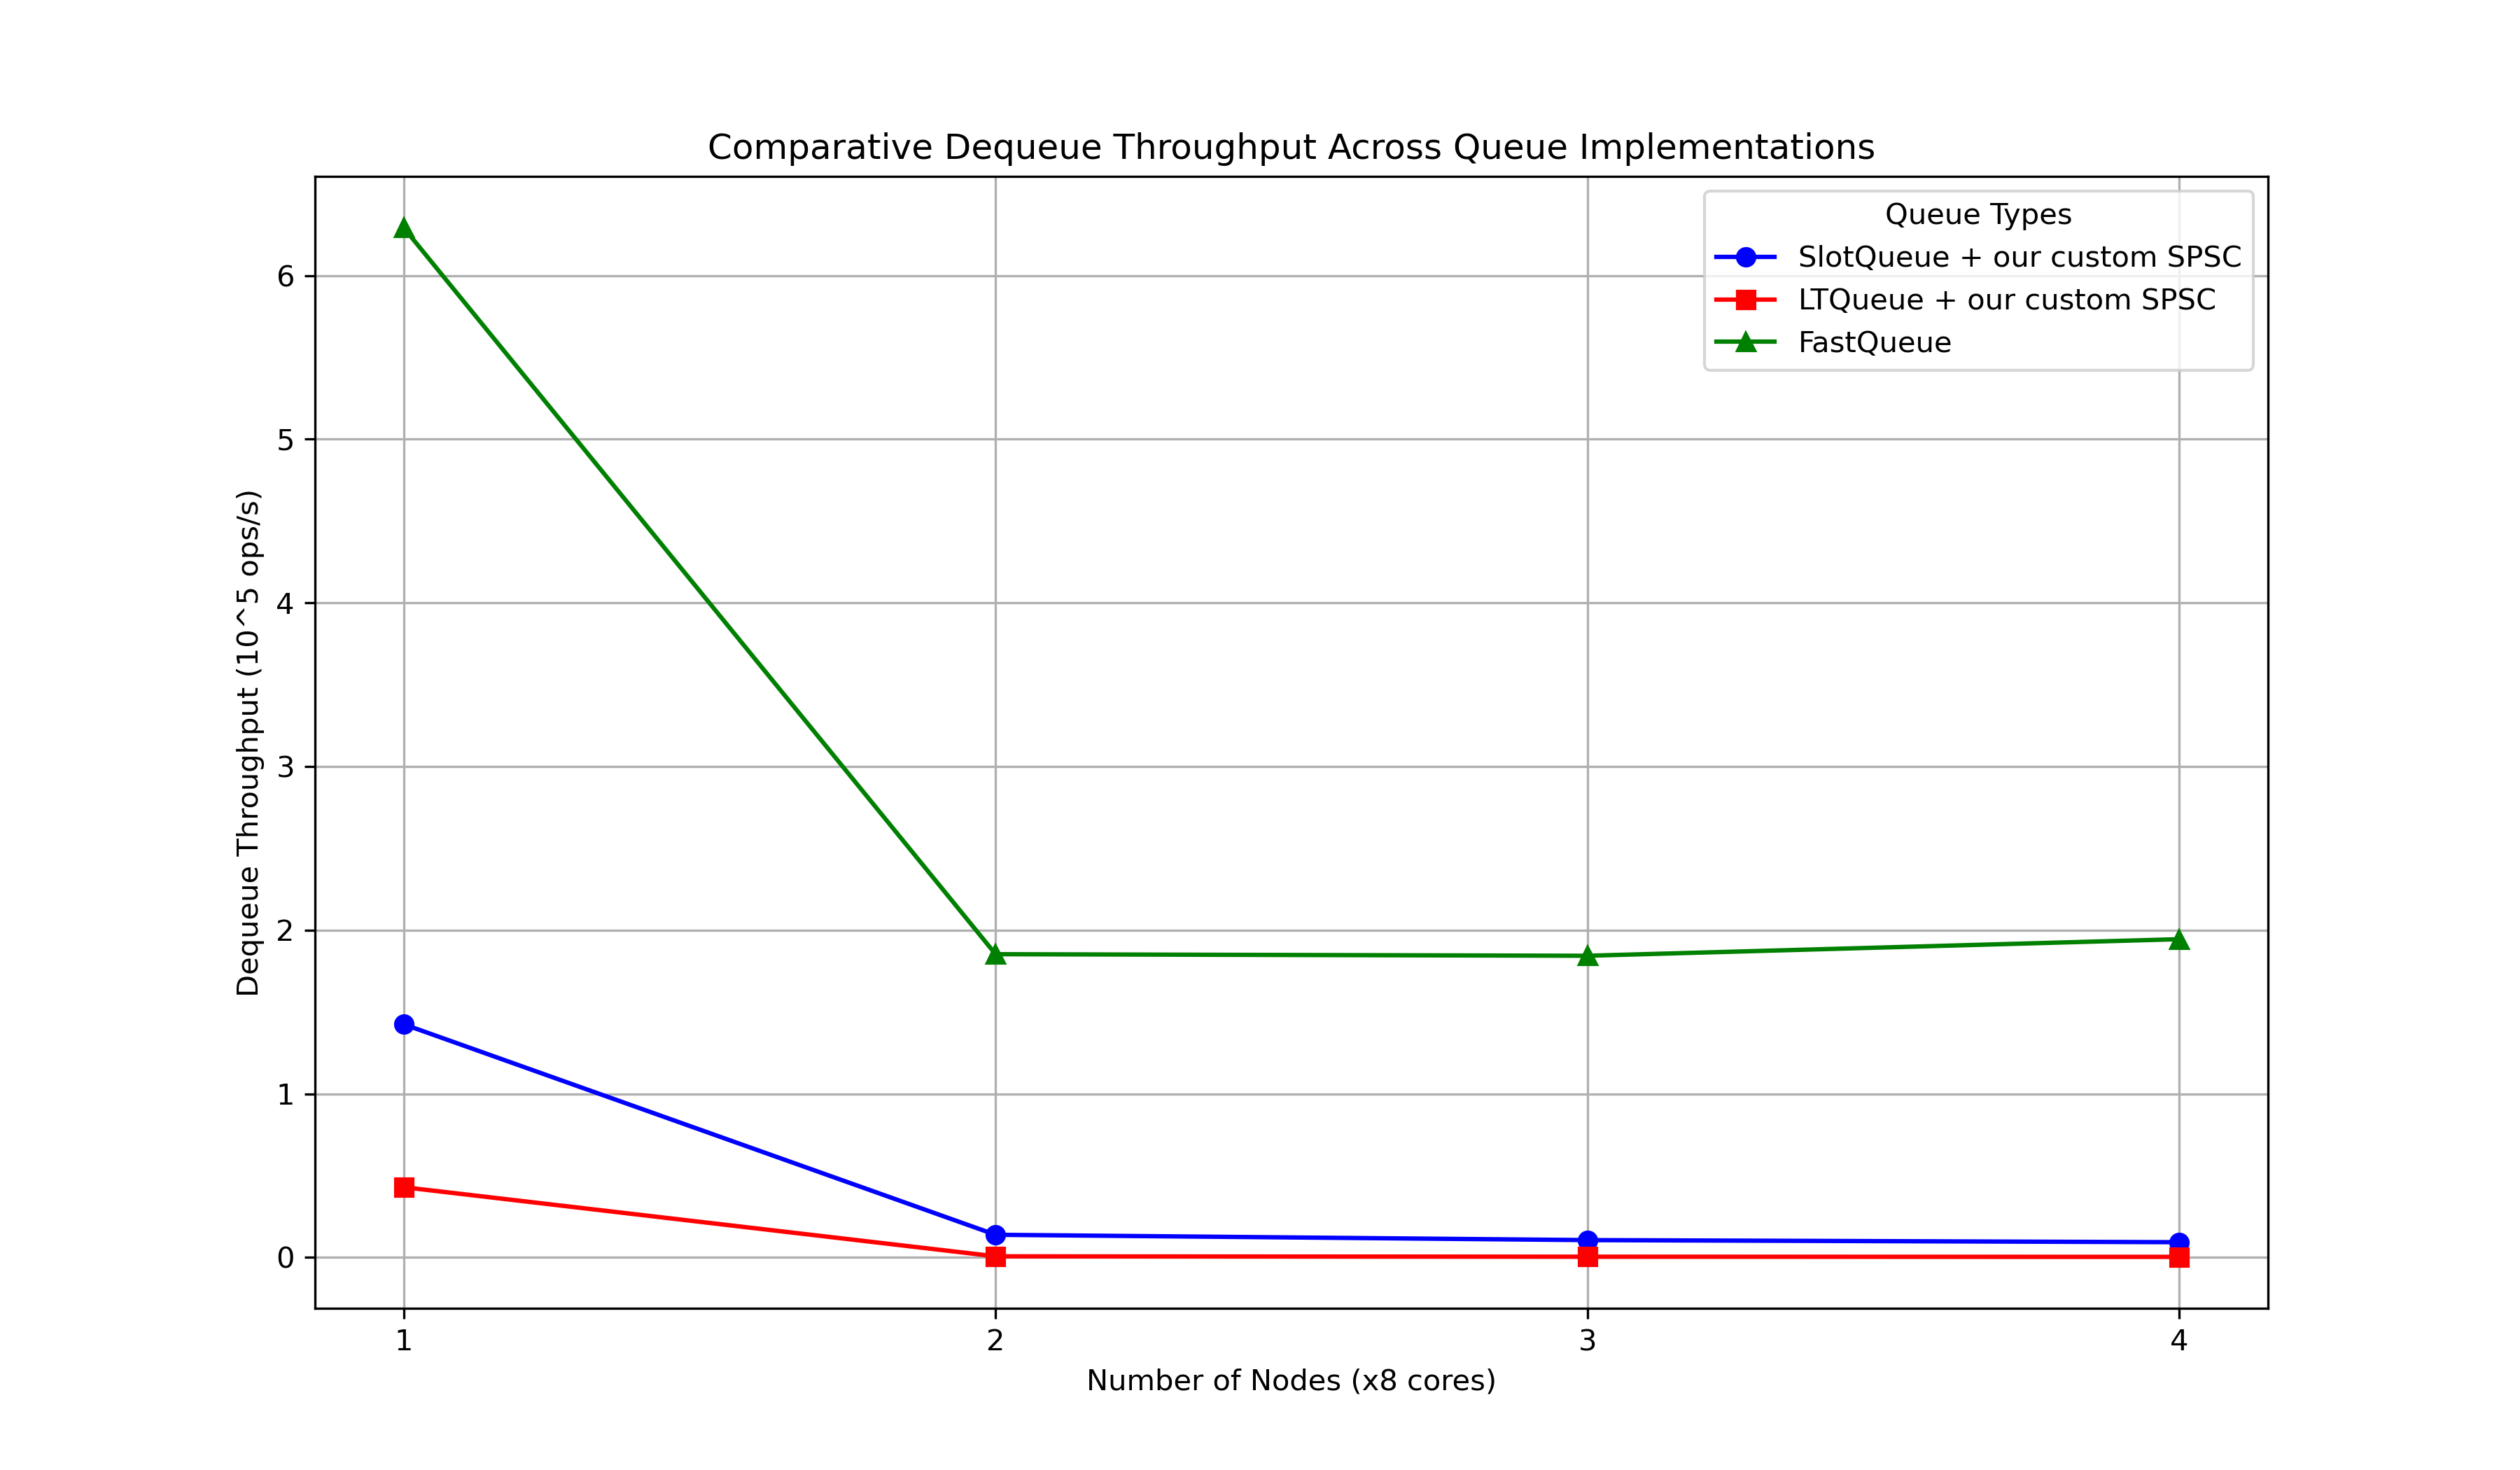 Comparative Dequeue Throughput Across Queue Implementations
Queue Types
SlotQueue + our custom SPSC
LTQueue + our custom SPSC
FastQueue
Dequeue Throughput (10^5 ops/s)
6
5
4
3
2
1
0
1 2 3 4
Number of Nodes (x8 cores)